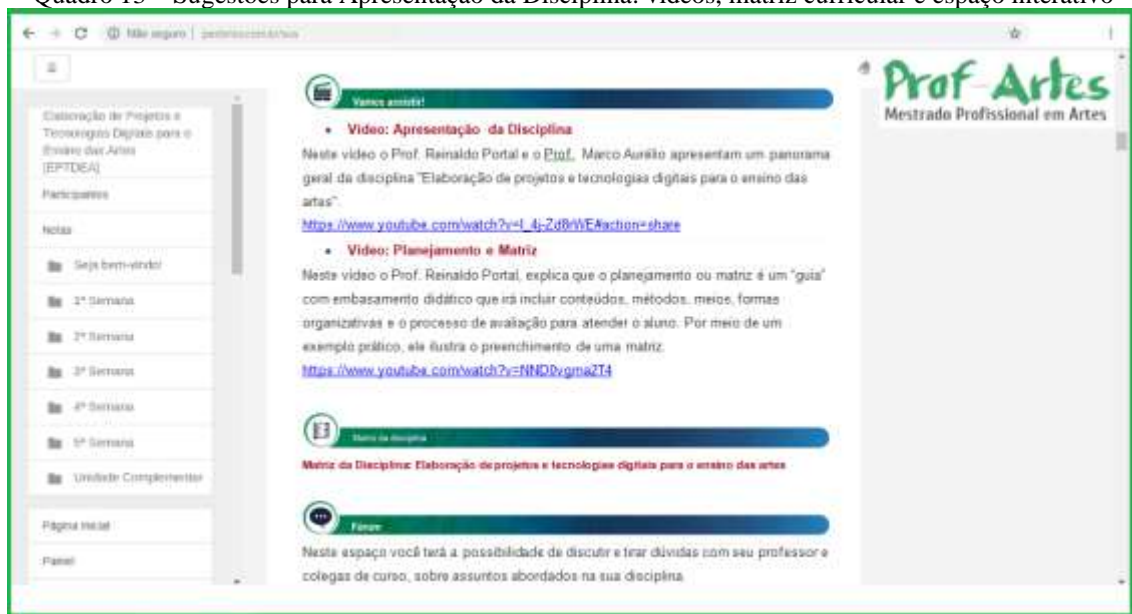 Quadro 13 – Sugestões para Apresentação da Disciplina: vídeos, matriz curricular e espaço interativo
Não seguro
Prof-Artes
Mestrado Profissional em Artes
Elaboração de Projetos e
Tecnologias Digitais para o
Ensino das Artes
(EPTDEA)
Participantes
Notas
Seja bem-vindo!
1ª Semana
2ª Semana
3ª Semana
4ª Semana
5ª Semana
Unidade Complementar
Página inicial
Painel
Vamos assistir!
• Vídeo: Apresentação da Disciplina
Neste vídeo o Prof. Reinaldo Portal e o Prof. Marco Aurélio apresentam um panorama
geral da disciplina "Elaboração de projetos e tecnologias digitais para o ensino das
artes".
https://www.youtube.com/watch?v=l_4j-Zd8rWE#action=share
• Vídeo: Planejamento e Matriz
Neste vídeo o Prof. Reinaldo Portal, explica que o planejamento ou matriz é um "guia"
com embasamento didático que irá incluir conteúdos, métodos, meios, formas
organizativas e o processo de avaliação para atender o aluno. Por meio de um
exemplo prático, ele ilustra o preenchimento de uma matriz.
https://www.youtube.com/watch?v=NND0vgma2T4
Matriz da disciplina
Matriz da Disciplina: Elaboração de projetos e tecnologias digitais para o ensino das artes
Fórum
Neste espaço você terá a possibilidade de discutir e tirar dúvidas com seu professor e
colegas de curso, sobre assuntos abordados na sua disciplina.